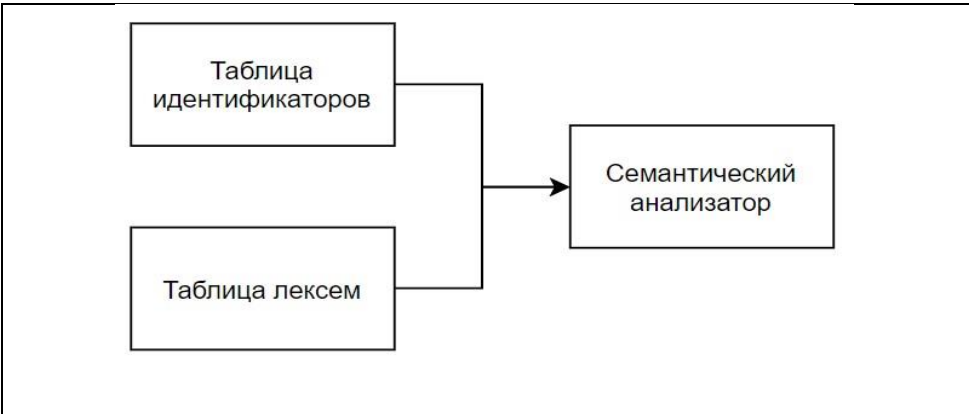 Таблица
идентификаторов
Семантический
анализатор
Таблица лексем